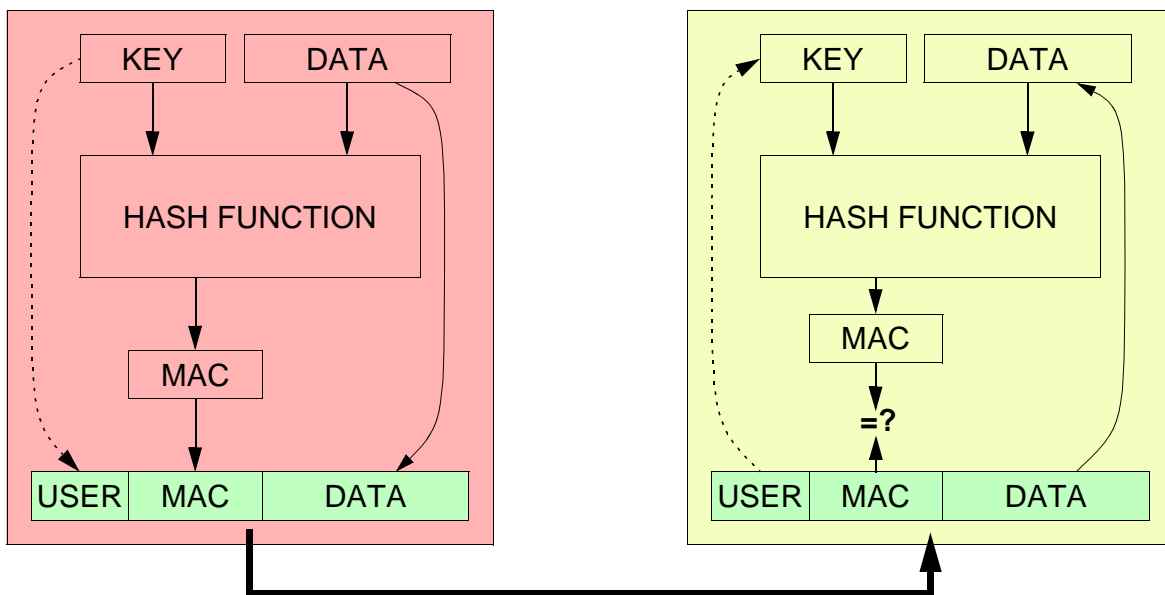 KEY DATA
HASH FUNCTION
MAC
USER MAC DATA
KEY DATA
HASH FUNCTION
MAC
=?
USER MAC DATA